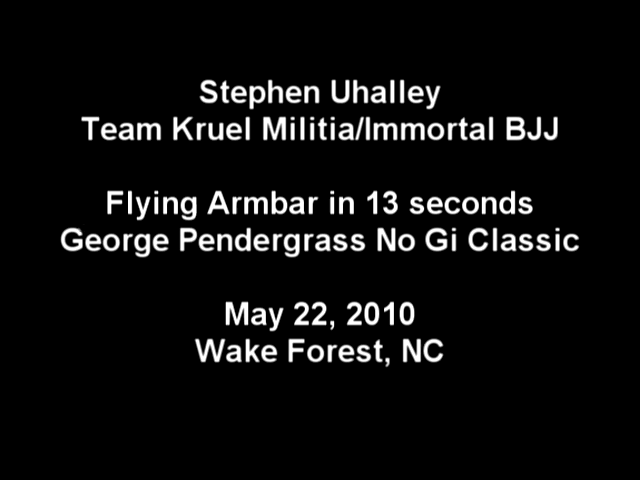 Stephen Uhalley
Team Kruel Militia/Immortal BJJ
Flying Armbar in 13 seconds
George Pendergrass No Gi Classic
May 22, 2010
Wake Forest, NC